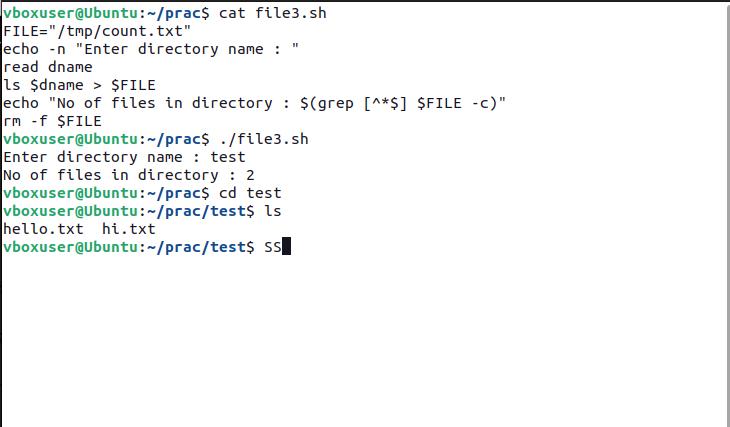 vboxuser@Ubuntu:~/prac$ cat file3.sh
FILE="/tmp/count.txt"
echo -n "Enter directory name : "
read dname
ls $dname > $FILE
echo "No of files in directory : $(grep [^*$] $FILE -c)"
rm -f $FILE
vboxuser@Ubuntu:~/prac$ ./file3.sh
Enter directory name : test
No of files in directory : 2
vboxuser@Ubuntu:~/prac$ cd test
vboxuser@Ubuntu:~/prac/test$ ls
hello.txt  hi.txt
vboxuser@Ubuntu:~/prac/test$ SS